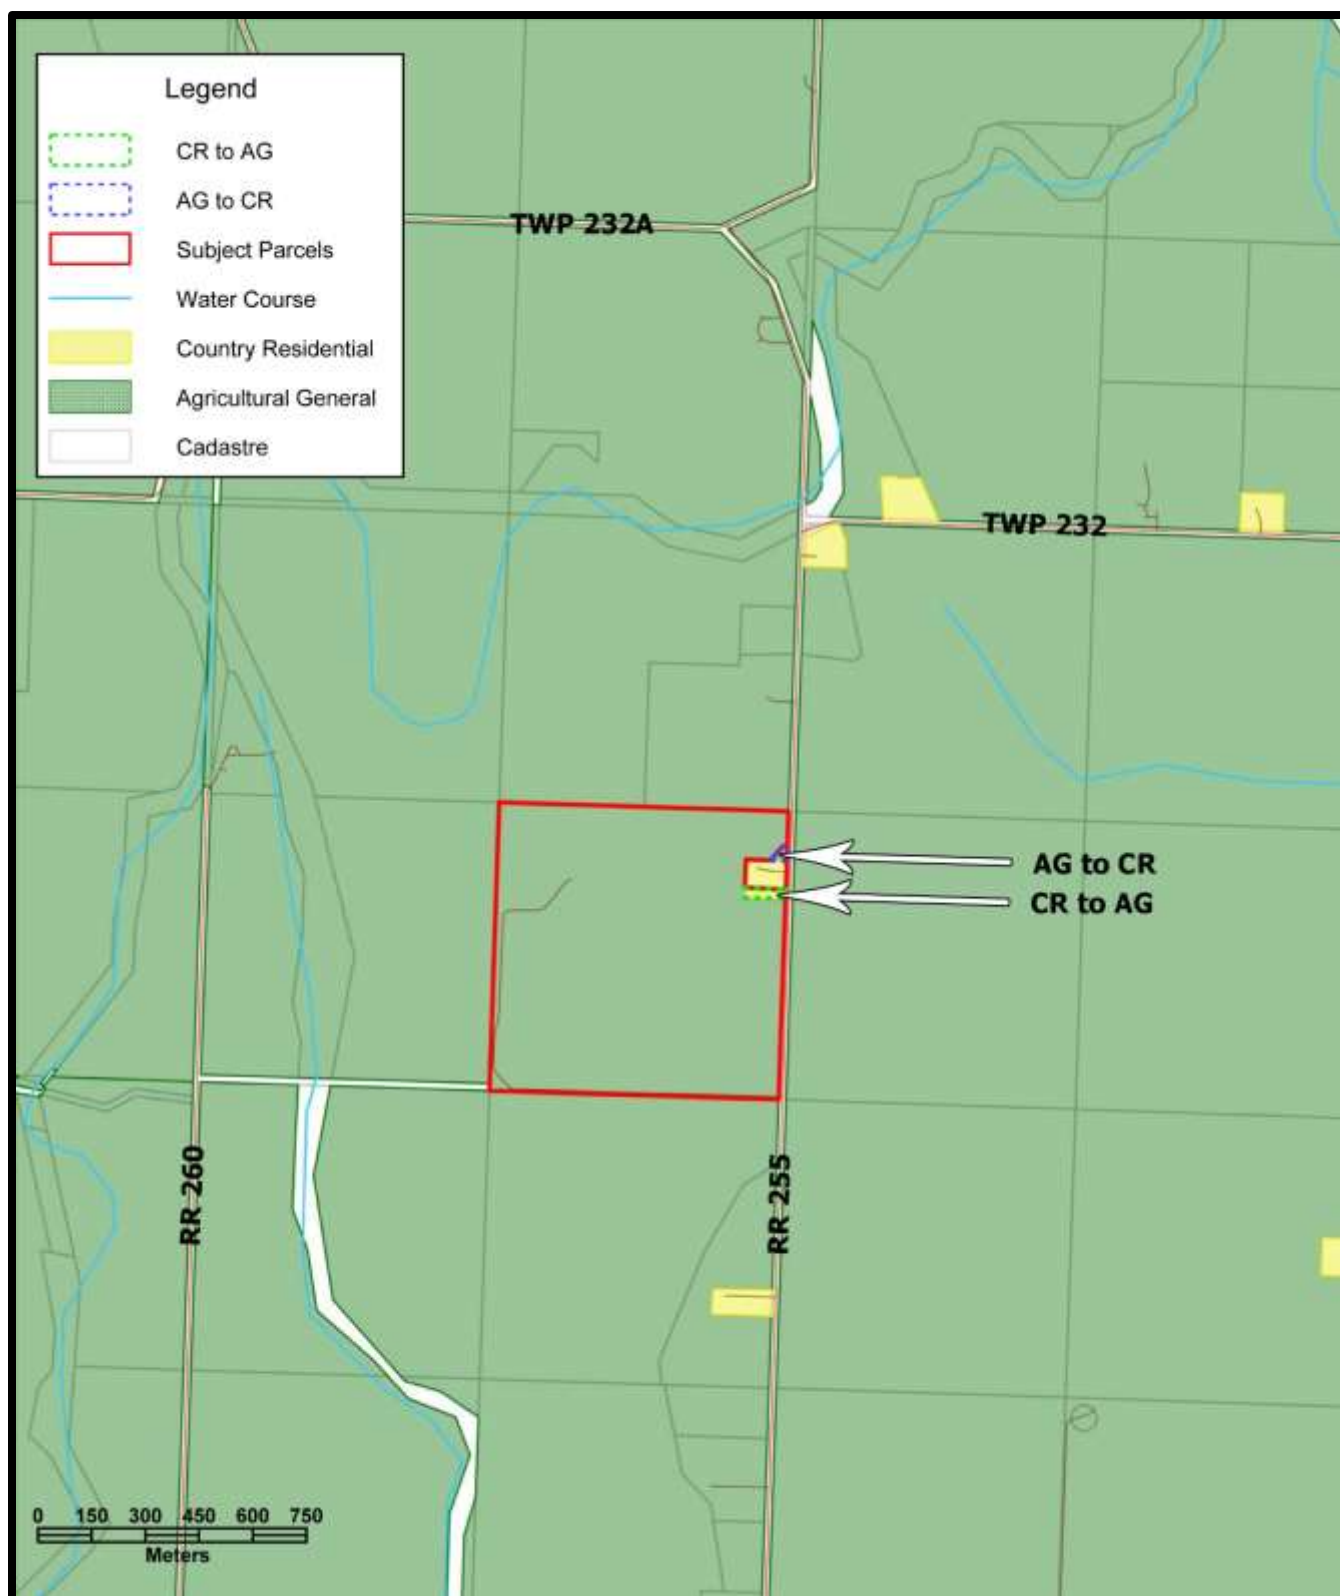 Legend
CR to AG
AG to CR
Subject Parcels
Water Course
Country Residential
Agricultural General
Cadastre
TWP 232A
TWP 232
AG to CR
CR to AG
RR 260
RR 255
0 150 300 450 600 750
Meters